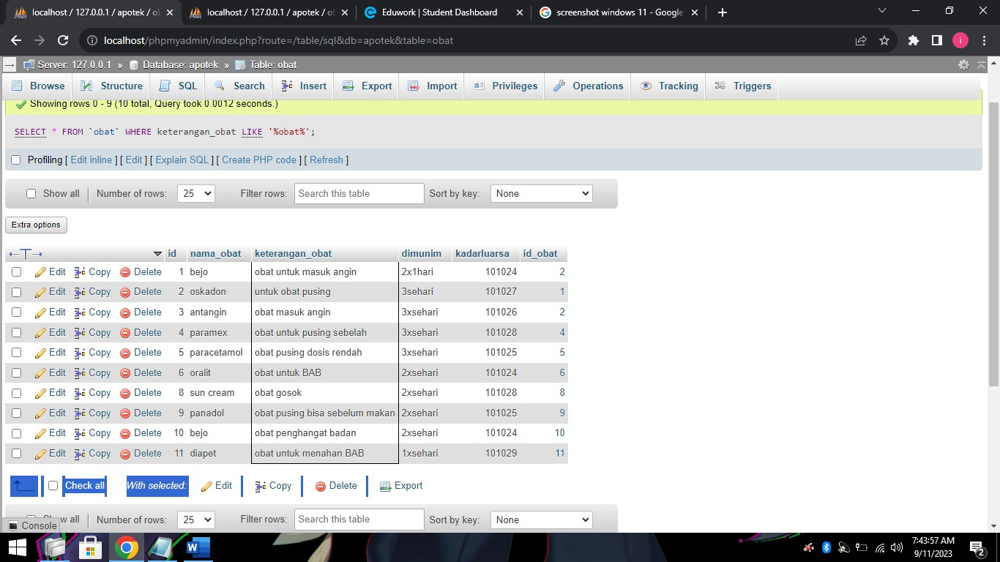 localhost / 127.0.0.1 / apotek / ob
localhost / 127.0.0.1 / apotek / ob
Eduwork | Student Dashboard
screenshot windows 11 - Google
localhost/phpmyadmin/index.php?route=/table/sql&db=apotek&table=obat
Server: 127.0.0.1 » Database: apotek » Table: obat
Browse Structure SQL Search Insert Export Import Privileges Operations Tracking Triggers
Showing rows 0 - 9 (10 total, Query took 0.0012 seconds.)
SELECT * FROM `obat` WHERE keterangan_obat LIKE '%obat%';
Profiling [ Edit inline ] [ Edit ] [ Explain SQL ] [ Create PHP code ] [ Refresh ]
Show all Number of rows: 25 Filter rows: Search this table Sort by key: None
Extra options
id nama_obat keterangan_obat dimunim kadarluarsa id_obat
Edit Copy Delete 1 bejo obat untuk masuk angin 2x1hari 101024 2
Edit Copy Delete 2 oskadon untuk obat pusing 3sehari 101027 1
Edit Copy Delete 3 antangin obat masuk angin 3xsehari 101026 2
Edit Copy Delete 4 paramex obat untuk pusing sebelah 3xsehari 101028 4
Edit Copy Delete 5 paracetamol obat pusing dosis rendah 3xsehari 101025 5
Edit Copy Delete 6 oralit obat untuk BAB 2xsehari 101024 6
Edit Copy Delete 8 sun cream obat gosok 2xsehari 101028 8
Edit Copy Delete 9 panadol obat pusing bisa sebelum makan 2xsehari 101025 9
Edit Copy Delete 10 bejo obat penghangat badan 2xsehari 101024 10
Edit Copy Delete 11 diapet obat untuk menahan BAB 1xsehari 101029 11
Check all With selected: Edit Copy Delete Export
all Number of rows: 25 Filter rows: Search this table Sort by key: None
Console
7:43:57 AM
9/11/2023
2